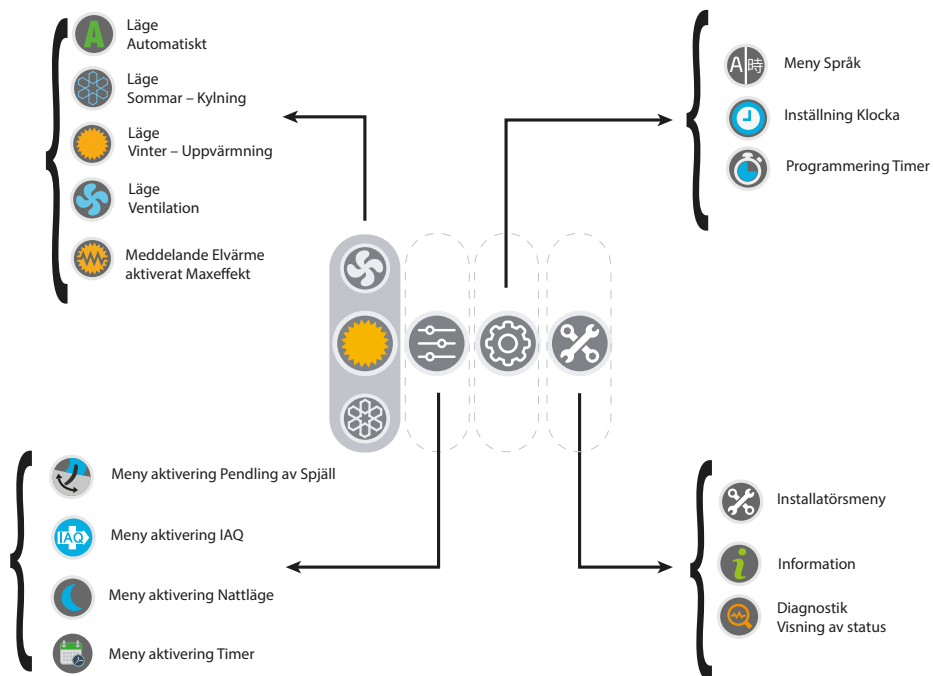 A
Läge
Automatiskt
Läge
Sommar – Kylning
Läge
Vinter – Uppvärmning
Läge
Ventilation
Meddelande Elvärme
aktiverat Maxeffekt
A 時
Meny Språk
Inställning Klocka
Programmering Timer
Meny aktivering Pendling av Spjäll
IAQ
Meny aktivering IAQ
Meny aktivering Nattläge
Meny aktivering Timer
Installatörsmeny
i
Information
Diagnostik
Visning av status